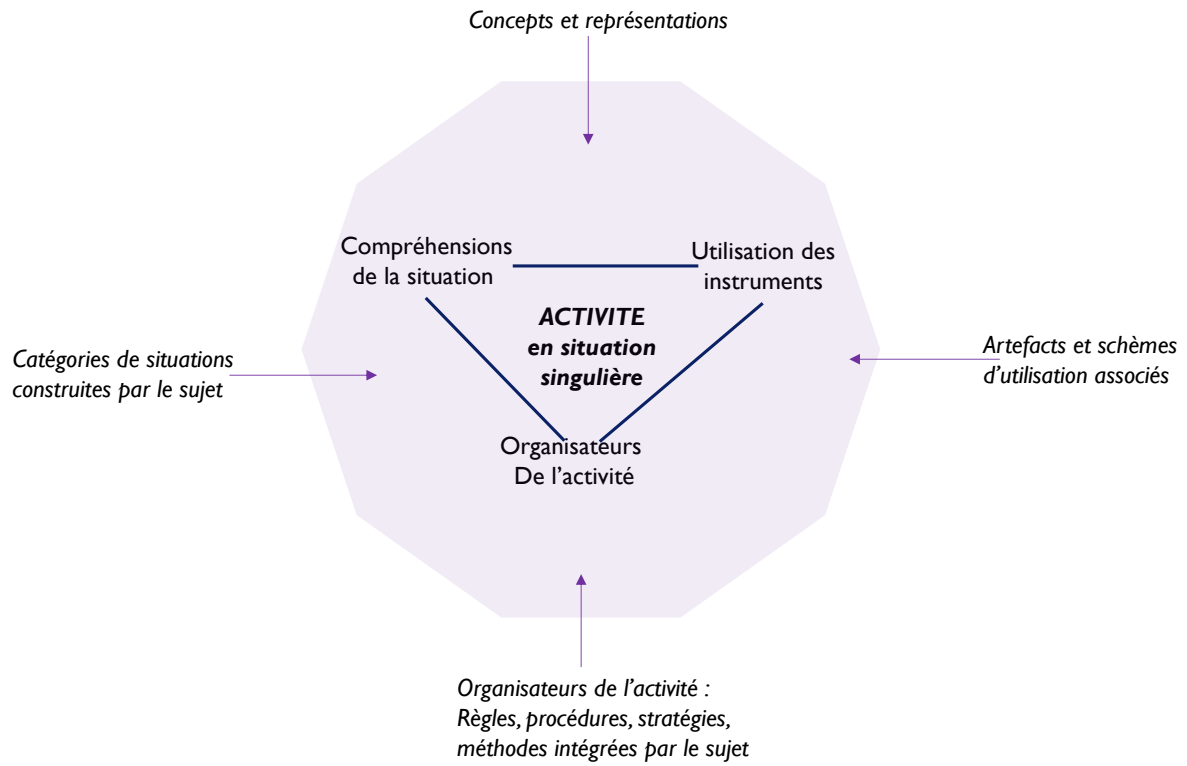 Concepts et représentations
Compréhensions
de la situation
Utilisation des
instruments
ACTIVITE
en situation
singulière
Catégories de situations
construites par le sujet
Artefacts et schèmes
d’utilisation associés
Organisateurs
De l’activité
Organisateurs de l’activité :
Règles, procédures, stratégies,
méthodes intégrées par le sujet